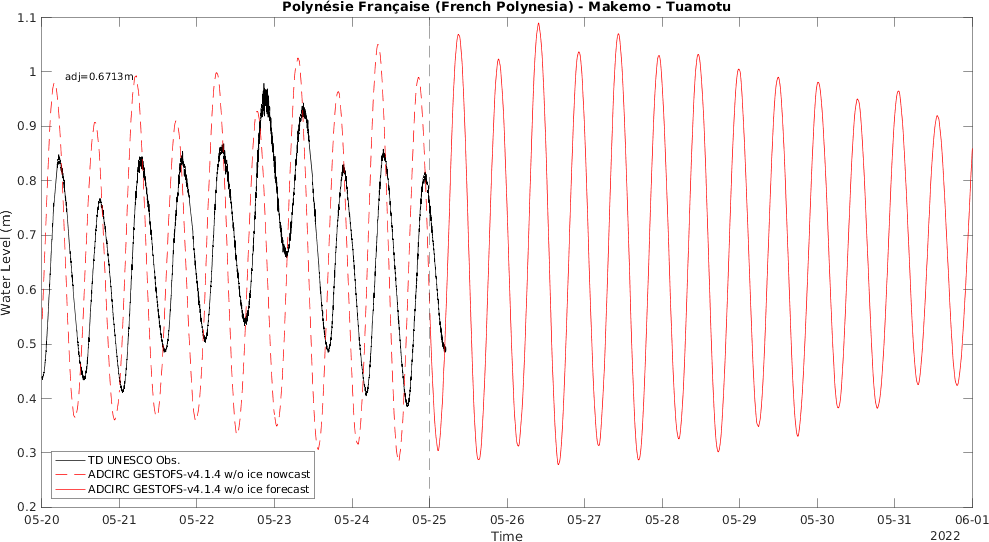 Polynésie Française (French Polynesia) - Makemo - Tuamotu
1.1
1
0.9
0.8
0.7
0.6
0.5
0.4
0.3
0.2
Water Level (m)
adj=0.6713m
TD UNESCO Obs.
ADCIRC GESTOFS-v4.1.4 w/o ice nowcast
ADCIRC GESTOFS-v4.1.4 w/o ice forecast
05-20 05-21 05-22 05-23 05-24 05-25 05-26 05-27 05-28 05-29 05-30 05-31 06-01
Time
2022